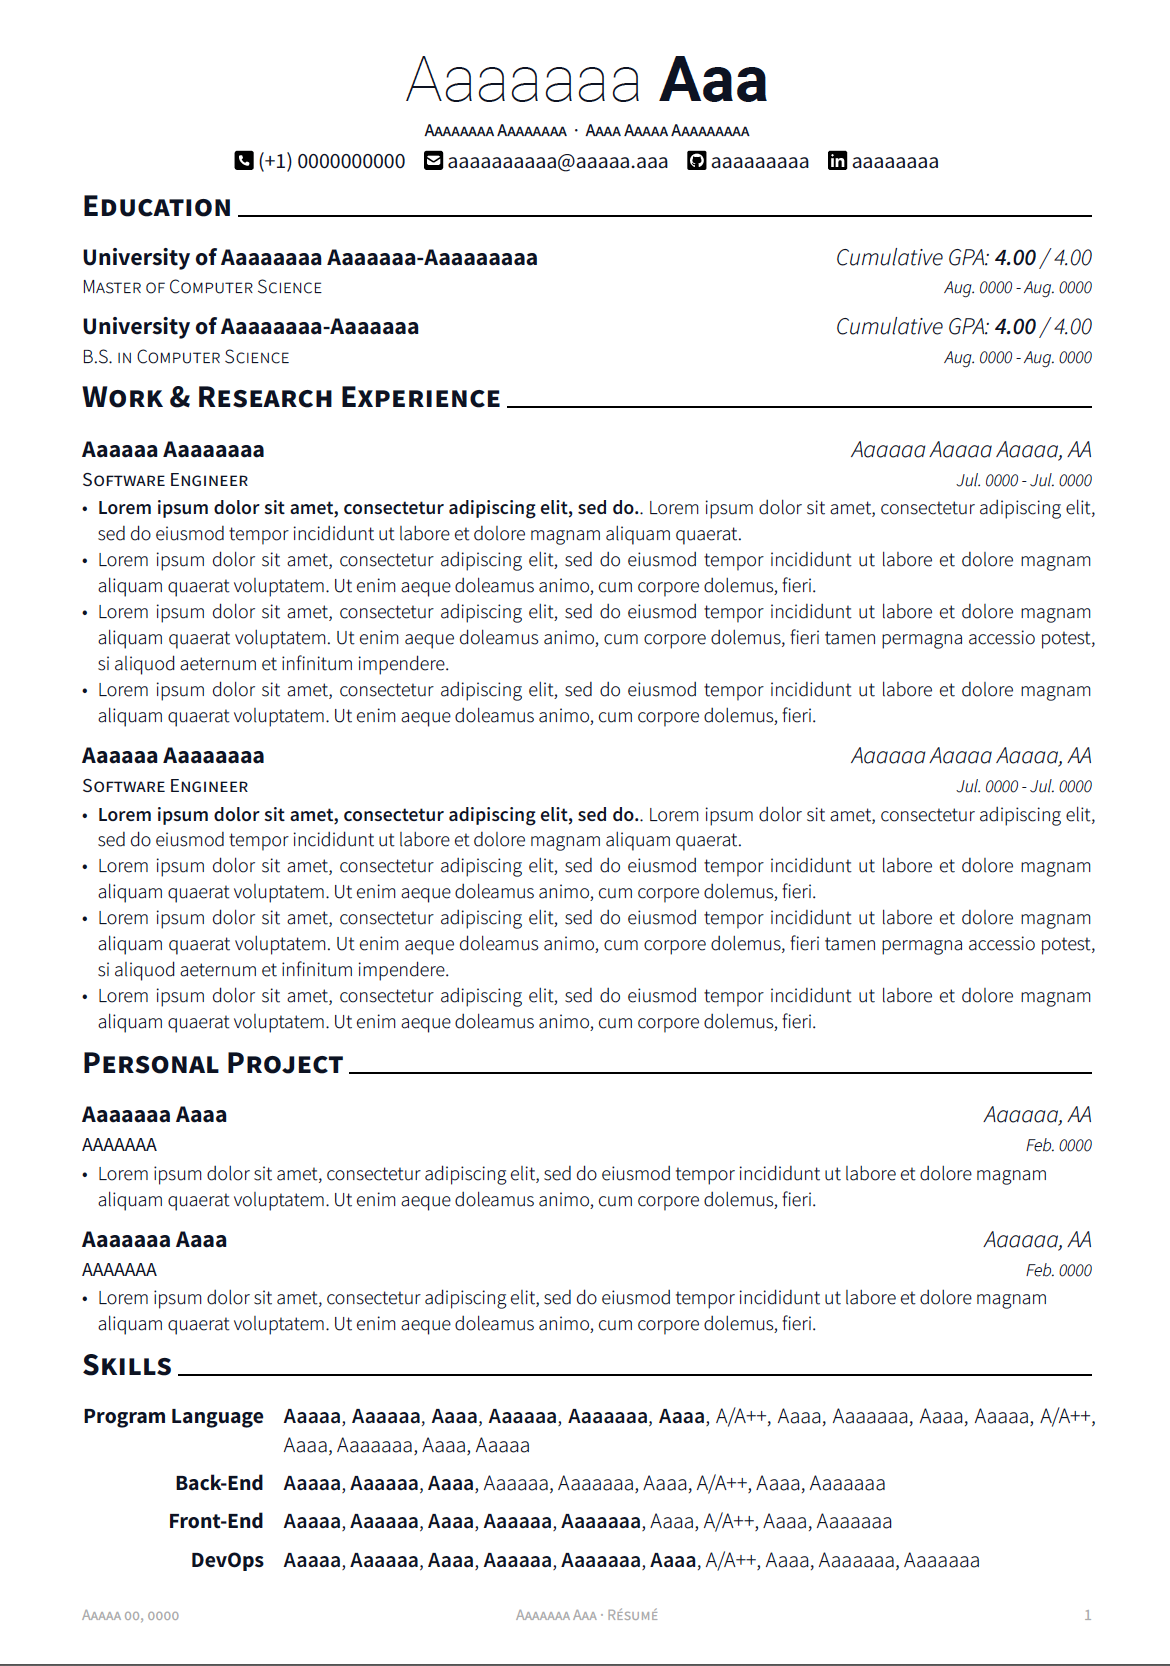 Aaaaaaa Aaa
Aaaaaaaa Aaaaaaaa · Aaaa Aaaaa Aaaaaaaaa
(+1) 0000000000 aaaaaaaaaa@aaaaa.aaa aaaaaaaaa aaaaaaaa
Education
University of Aaaaaaaa Aaaaaaa-Aaaaaaaaa Cumulative GPA: 4.00 / 4.00
Master of Computer Science Aug. 0000 - Aug. 0000
University of Aaaaaaaa-Aaaaaaa Cumulative GPA: 4.00 / 4.00
B.S. in Computer Science Aug. 0000 - Aug. 0000
Work & Research Experience
Aaaaaa Aaaaaaaa Aaaaaa Aaaaa Aaaaa, AA
Software Engineer Jul. 0000 - Jul. 0000
• Lorem ipsum dolor sit amet, consectetur adipiscing elit, sed do.. Lorem ipsum dolor sit amet, consectetur adipiscing elit,
sed do eiusmod tempor incididunt ut labore et dolore magnam aliquam quaerat.
• Lorem ipsum dolor sit amet, consectetur adipiscing elit, sed do eiusmod tempor incididunt ut labore et dolore magnam
aliquam quaerat voluptatem. Ut enim aeque doleamus animo, cum corpore dolemus, fieri.
• Lorem ipsum dolor sit amet, consectetur adipiscing elit, sed do eiusmod tempor incididunt ut labore et dolore magnam
aliquam quaerat voluptatem. Ut enim aeque doleamus animo, cum corpore dolemus, fieri tamen permagna accessio potest,
si aliquod aeternum et infinitum impendere.
• Lorem ipsum dolor sit amet, consectetur adipiscing elit, sed do eiusmod tempor incididunt ut labore et dolore magnam
aliquam quaerat voluptatem. Ut enim aeque doleamus animo, cum corpore dolemus, fieri.
Aaaaaa Aaaaaaaa Aaaaaa Aaaaa Aaaaa, AA
Software Engineer Jul. 0000 - Jul. 0000
• Lorem ipsum dolor sit amet, consectetur adipiscing elit, sed do.. Lorem ipsum dolor sit amet, consectetur adipiscing elit,
sed do eiusmod tempor incididunt ut labore et dolore magnam aliquam quaerat.
• Lorem ipsum dolor sit amet, consectetur adipiscing elit, sed do eiusmod tempor incididunt ut labore et dolore magnam
aliquam quaerat voluptatem. Ut enim aeque doleamus animo, cum corpore dolemus, fieri.
• Lorem ipsum dolor sit amet, consectetur adipiscing elit, sed do eiusmod tempor incididunt ut labore et dolore magnam
aliquam quaerat voluptatem. Ut enim aeque doleamus animo, cum corpore dolemus, fieri tamen permagna accessio potest,
si aliquod aeternum et infinitum impendere.
• Lorem ipsum dolor sit amet, consectetur adipiscing elit, sed do eiusmod tempor incididunt ut labore et dolore magnam
aliquam quaerat voluptatem. Ut enim aeque doleamus animo, cum corpore dolemus, fieri.
Personal Project
Aaaaaaa Aaaa Aaaaaa, AA
AAAAAAA Feb. 0000
• Lorem ipsum dolor sit amet, consectetur adipiscing elit, sed do eiusmod tempor incididunt ut labore et dolore magnam
aliquam quaerat voluptatem. Ut enim aeque doleamus animo, cum corpore dolemus, fieri.
Aaaaaaa Aaaa Aaaaaa, AA
AAAAAAA Feb. 0000
• Lorem ipsum dolor sit amet, consectetur adipiscing elit, sed do eiusmod tempor incididunt ut labore et dolore magnam
aliquam quaerat voluptatem. Ut enim aeque doleamus animo, cum corpore dolemus, fieri.
Skills
Program Language Aaaaa, Aaaaaa, Aaaa, Aaaaaa, Aaaaaaa, Aaaa, A/A++, Aaaa, Aaaaaaa, Aaaa, Aaaaa, A/A++,
Aaaa, Aaaaaaa, Aaaa, Aaaaa
Back-End Aaaaa, Aaaaaa, Aaaa, Aaaaaa, Aaaaaaa, Aaaa, A/A++, Aaaa, Aaaaaaa
Front-End Aaaaa, Aaaaaa, Aaaa, Aaaaaa, Aaaaaaa, Aaaa, A/A++, Aaaa, Aaaaaaa
DevOps Aaaaa, Aaaaaa, Aaaa, Aaaaaa, Aaaaaaa, Aaaa, A/A++, Aaaa, Aaaaaaa, Aaaaaaa
Aaaaa 00, 0000 Aaaaaaa Aaa · Résumé 1